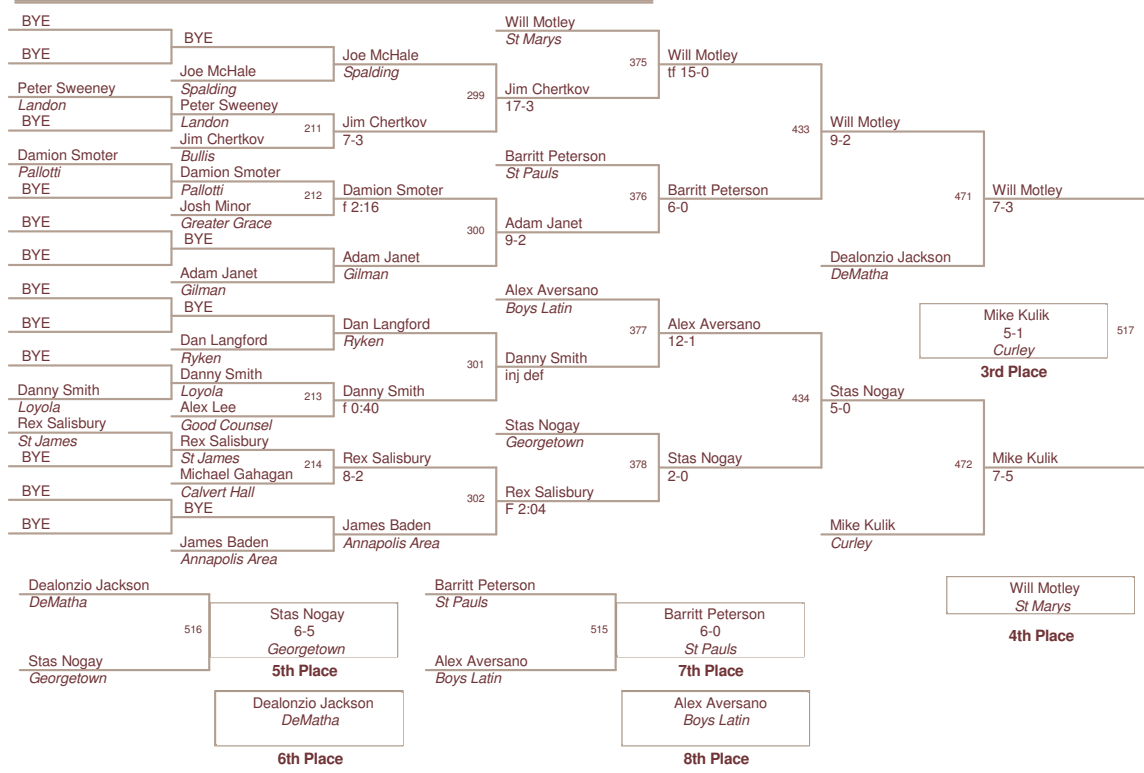 BYE
BYE
Peter Sweeney
Landon
BYE
Damion Smoter
Pallotti
BYE
BYE
BYE
BYE
BYE
BYE
Danny Smith
Loyola
Rex Salisbury
St James
BYE
BYE
BYE
BYE
Joe McHale
Spalding
Peter Sweeney
Landon
211
Jim Chertkov
Bullis
Damion Smoter
Pallotti
212
Josh Minor
Greater Grace
BYE
Adam Janet
Gilman
BYE
Dan Langford
Ryken
Danny Smith
Loyola
213
Alex Lee
Good Counsel
Rex Salisbury
St James
214
Michael Gahagan
Calvert Hall
BYE
James Baden
Annapolis Area
Joe McHale
Spalding
299
Jim Chertkov
7-3
Damion Smoter
f 2:16
300
Adam Janet
Gilman
Dan Langford
Ryken
301
Danny Smith
f 0:40
Rex Salisbury
8-2
302
James Baden
Annapolis Area
Will Motley
St Marys
375
Jim Chertkov
17-3
Barritt Peterson
St Pauls
376
Adam Janet
9-2
Alex Aversano
Boys Latin
377
Danny Smith
inj def
Stas Nogay
Georgetown
378
Rex Salisbury
F 2:04
Will Motley
tf 15-0
433
Barritt Peterson
6-0
Alex Aversano
12-1
434
Stas Nogay
2-0
Will Motley
9-2
471
Dealonzio Jackson
DeMatha
Stas Nogay
5-0
472
Mike Kulik
Curley
Will Motley
7-3
Mike Kulik
5-1
Curley
517
3rd Place
Mike Kulik
7-5
Will Motley
St Marys
4th Place
Dealonzio Jackson
DeMatha
516
Stas Nogay
Georgetown
Stas Nogay
6-5
Georgetown
5th Place
Dealonzio Jackson
DeMatha
6th Place
Barritt Peterson
St Pauls
515
Alex Aversano
Boys Latin
Barritt Peterson
6-0
St Pauls
7th Place
Alex Aversano
Boys Latin
8th Place